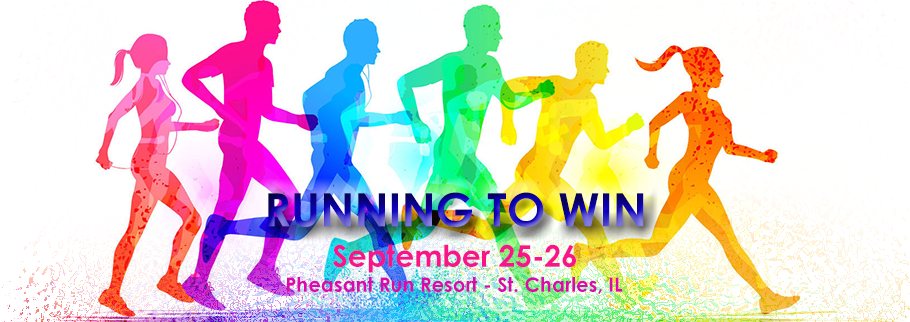 RUNNING TO WIN
September 25-26
Pheasant Run Resort - St. Charles, IL